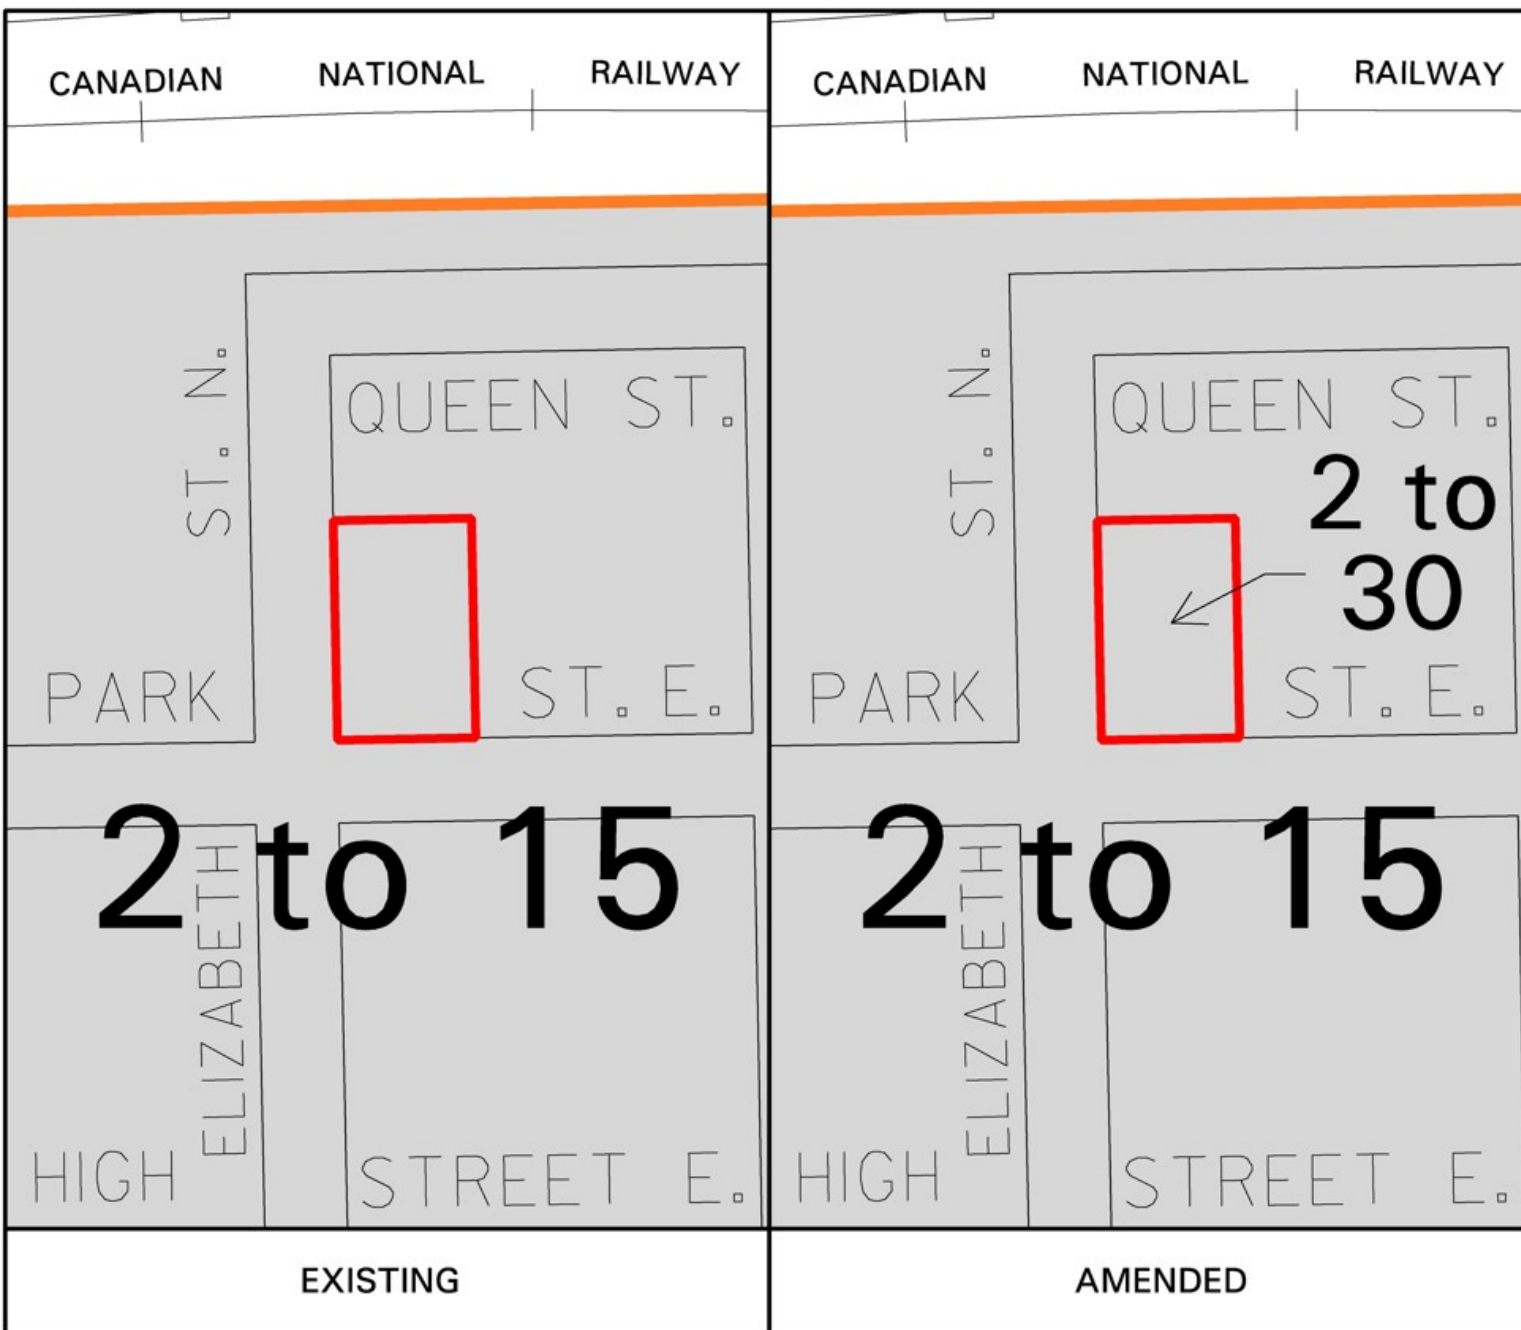 CANADIAN NATIONAL RAILWAY
QUEEN ST.
ST. N.
PARK ST. E.
2 to 15
ELIZABETH
HIGH STREET E.
EXISTING
CANADIAN NATIONAL RAILWAY
QUEEN ST.
ST. N.
2 to
30
PARK ST. E.
2 to 15
ELIZABETH
HIGH STREET E.
AMENDED